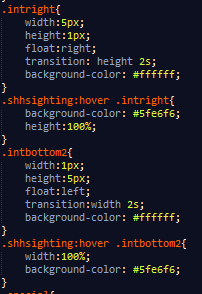 .intright{
width:5px;
height:1px;
float:right;
transition: height 2s;
background-color: #ffffff;
}
.shhsighting:hover .intright{
background-color: #5fe6f6;
height:100%;
}
.intbottom2{
width:1px;
height:5px;
float:left;
transition:width 2s;
background-color: #ffffff;
}
.shhsighting:hover .intbottom2{
width:100%;
background-color: #5fe6f6;
}